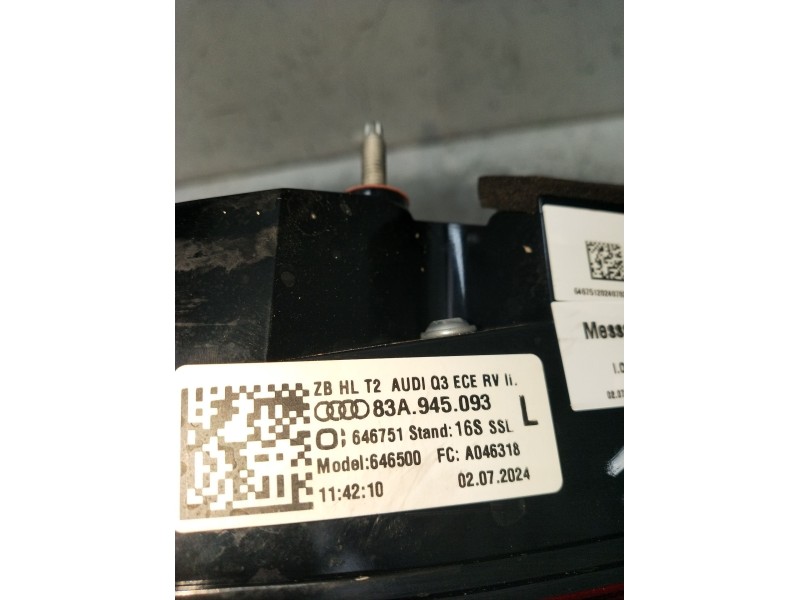 ZB HL T2 AUDI Q3 ECE RV li.
83A.945.093 L
646751 Stand: 16S SSL
Model:646500 FC: A046318
11:42:10 02.07.2024
Mess